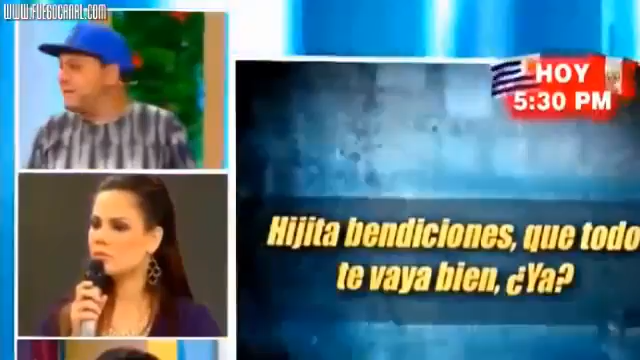 WWW.FUEGOCANAL.COM
HOY
5:30 PM
Hijita bendiciones, que todo
te vaya bien, ¿Ya?